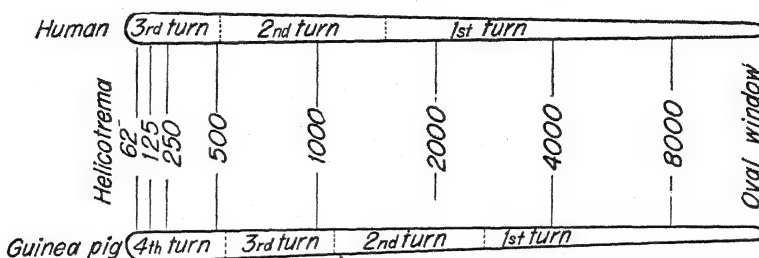 Human 3rd turn 2nd turn 1st turn
Helicotrema
62
125
250
500
1000
2000
4000
8000
Oval window
Guinea pig 4th turn 3rd turn 2nd turn 1st turn